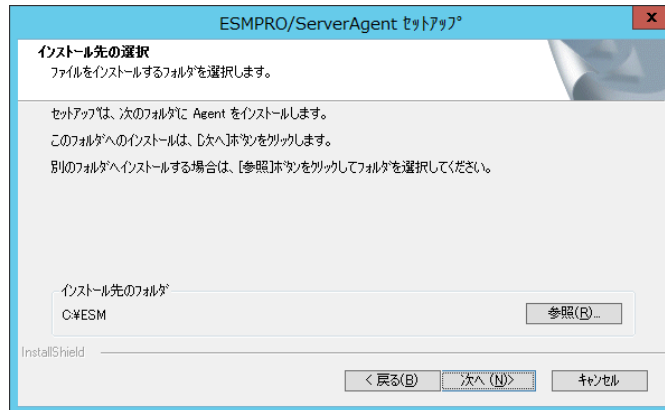 ESMPRO/ServerAgent ｾｯﾄｱｯﾌﾟ
x
インストール先の選択
ファイルをインストールするフォルダを選択します。
セットアップは、次のフォルダに Agent をインストールします。
このフォルダへのインストールは、[次へ]ボタンをクリックします。
別のフォルダへインストールする場合は、[参照]ボタンをクリックしてフォルダを選択してください。
インストール先のフォルダ
C:¥ESM
参照(R)...
InstallShield
< 戻る(B)
次へ (N)>
キャンセル